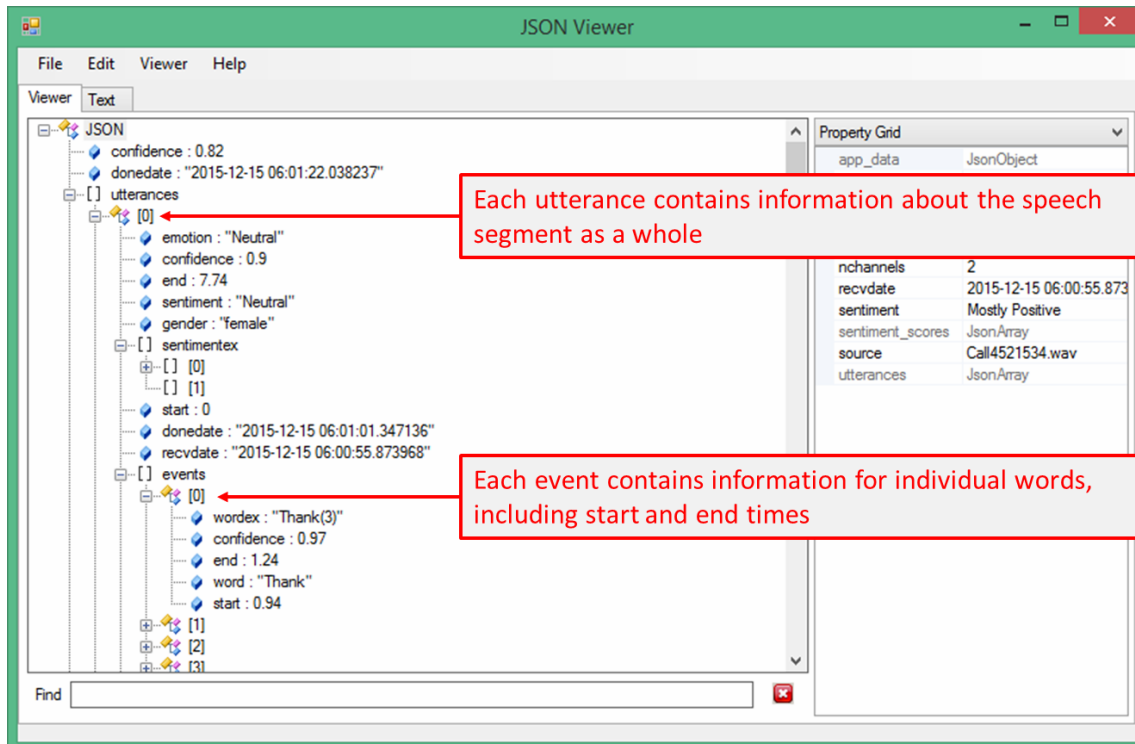 JSON Viewer
File Edit Viewer Help
Viewer Text
JSON
confidence : 0.82
donedate : "2015-12-15 06:01:22.038237"
[ ] utterances
[0]
emotion : "Neutral"
confidence : 0.9
end : 7.74
sentiment : "Neutral"
gender : "female"
[ ] sentimentex
[ ] [0]
[ ] [1]
start : 0
donedate : "2015-12-15 06:01:01.347136"
recvdate : "2015-12-15 06:00:55.873968"
[ ] events
[0]
wordex : "Thank(3)"
confidence : 0.97
end : 1.24
word : "Thank"
start : 0.94
[1]
[2]
[3]
Find
Property Grid
app_data JsonObject
Each utterance contains information about the speech
segment as a whole
nchannels 2
recvdate 2015-12-15 06:00:55.873
sentiment Mostly Positive
sentiment_scores JsonArray
source Call4521534.wav
utterances JsonArray
Each event contains information for individual words,
including start and end times